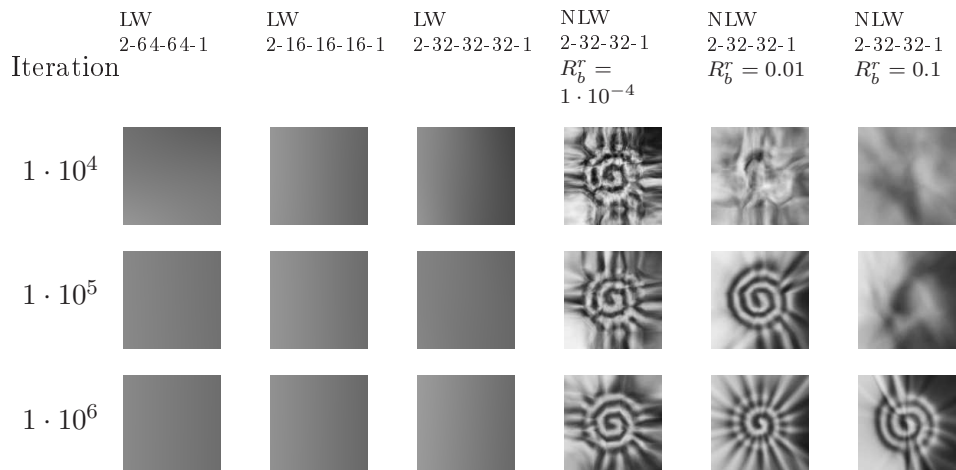 LW
2-64-64-1
LW
2-16-16-16-1
LW
2-32-32-32-1
NLW
2-32-32-1
R_b^r =
1 · 10^{-4}
NLW
2-32-32-1
R_b^r = 0.01
NLW
2-32-32-1
R_b^r = 0.1
Iteration
1 · 10^4
1 · 10^5
1 · 10^6